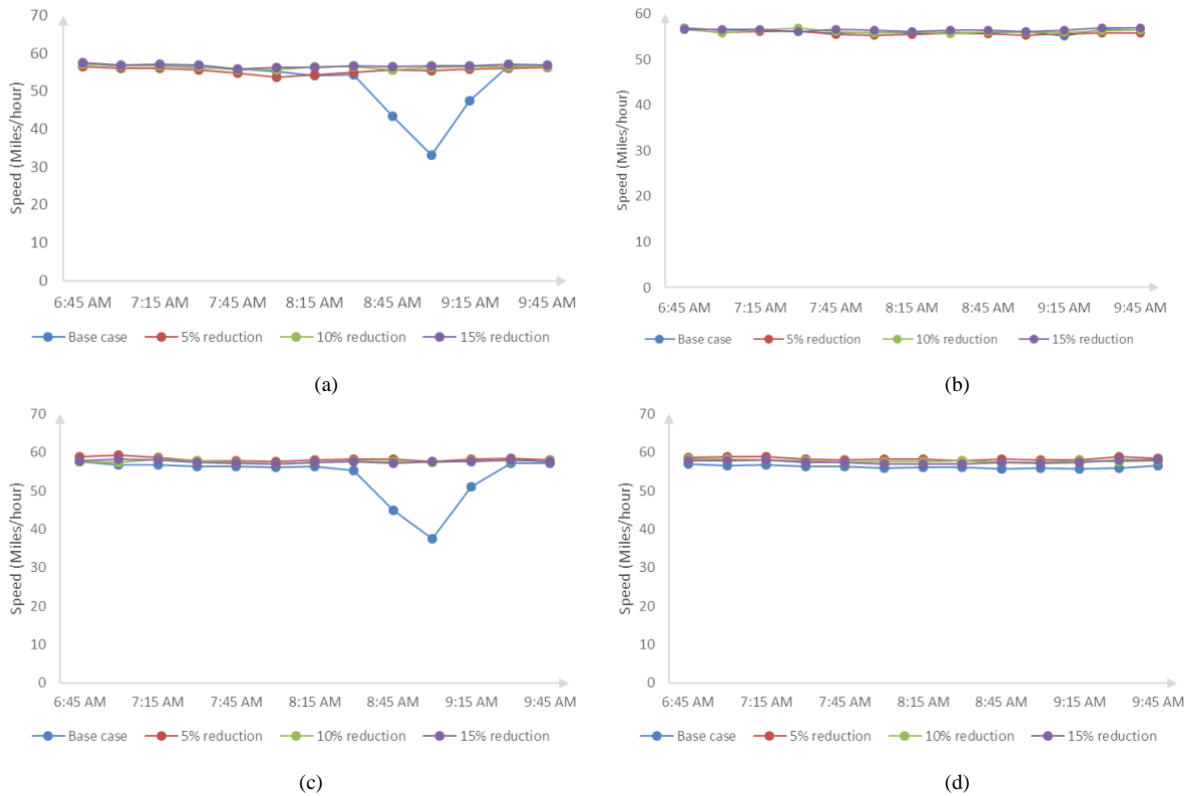 Speed (Miles/hour)
70
60
50
40
30
20
10
0
6:45 AM 7:15 AM 7:45 AM 8:15 AM 8:45 AM 9:15 AM 9:45 AM
Base case 5% reduction 10% reduction 15% reduction
(a)
Speed (Miles/hour)
60
50
40
30
20
10
0
6:45 AM 7:15 AM 7:45 AM 8:15 AM 8:45 AM 9:15 AM 9:45 AM
Base case 5% reduction 10% reduction 15% reduction
(b)
Speed (Miles/hour)
70
60
50
40
30
20
10
0
6:45 AM 7:15 AM 7:45 AM 8:15 AM 8:45 AM 9:15 AM 9:45 AM
Base case 5% reduction 10% reduction 15% reduction
(c)
Speed (Miles/hour)
70
60
50
40
30
20
10
0
6:45 AM 7:15 AM 7:45 AM 8:15 AM 8:45 AM 9:15 AM 9:45 AM
Base case 5% reduction 10% reduction 15% reduction
(d)